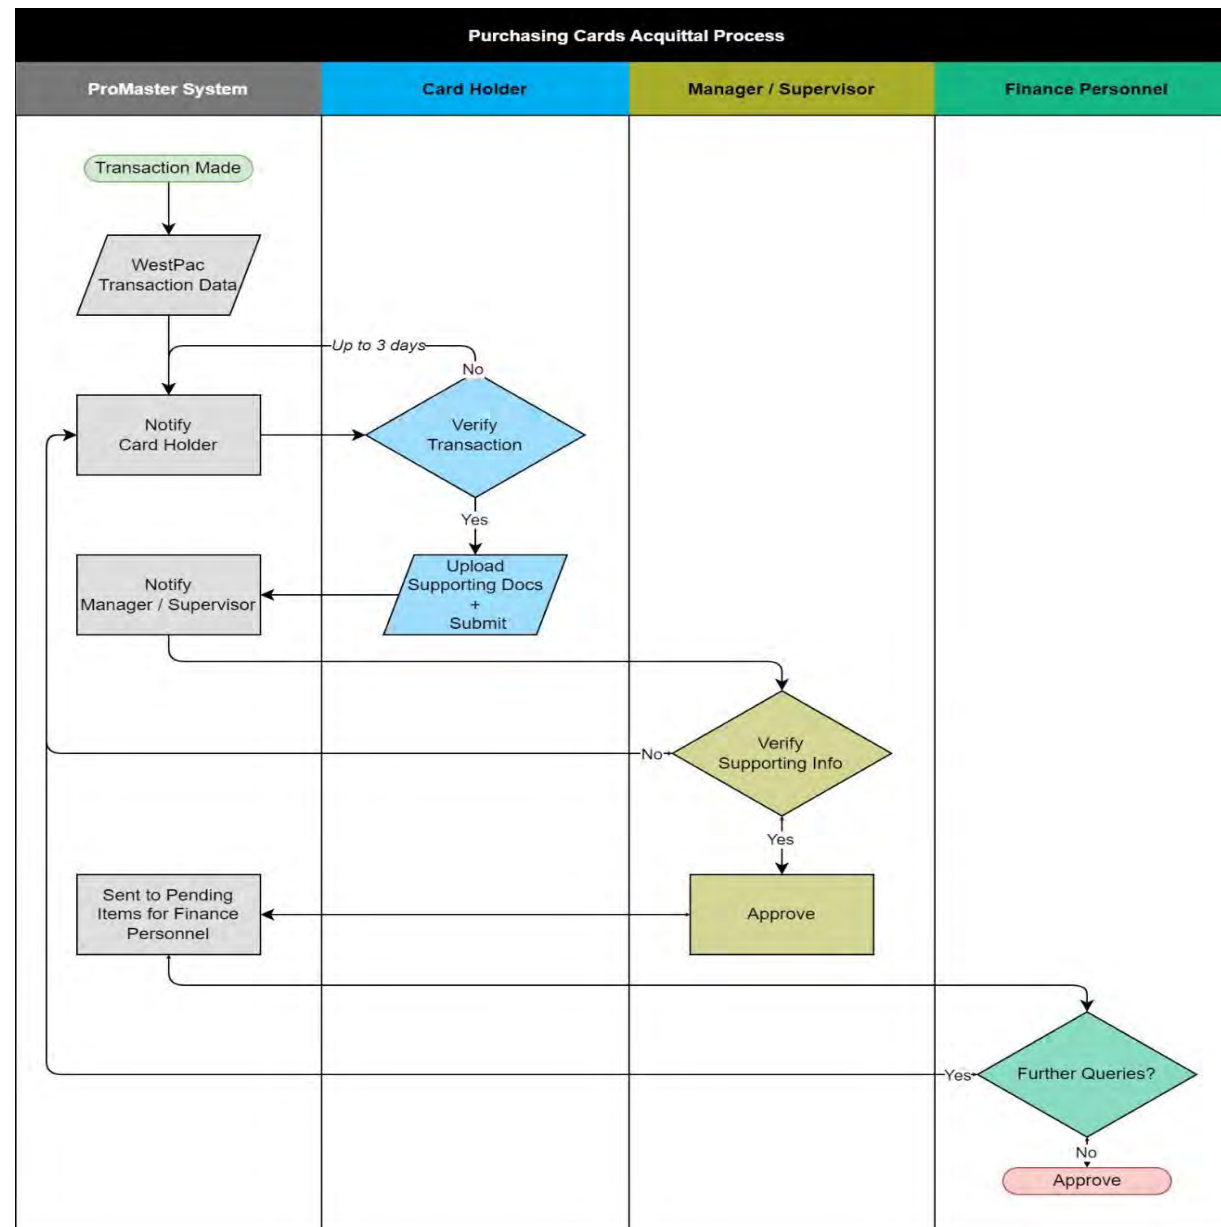 Purchasing Cards Acquittal Process
ProMaster System
Card Holder
Manager / Supervisor
Finance Personnel
Transaction Made
WestPac
Transaction Data
Up to 3 days
No
Notify
Card Holder
Verify
Transaction
Yes
Notify
Manager / Supervisor
Upload
Supporting Docs
+
Submit
No
Verify
Supporting Info
Yes
Sent to Pending
Items for Finance
Personnel
Approve
Yes
Further Queries?
No
Approve